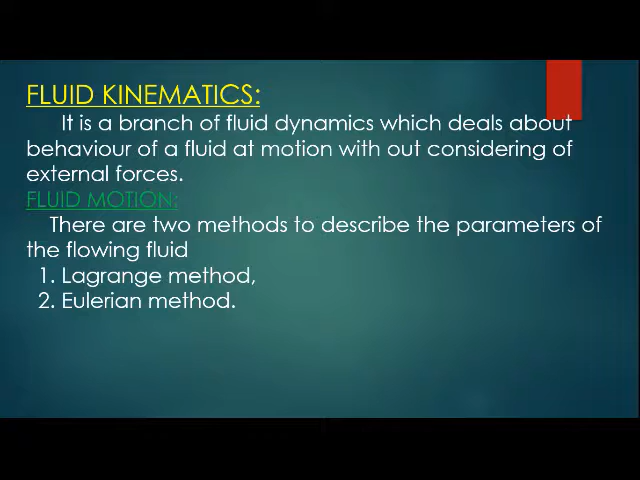 FLUID KINEMATICS:
It is a branch of fluid dynamics which deals about
behaviour of a fluid at motion with out considering of
external forces.
FLUID MOTION:
There are two methods to describe the parameters of
the flowing fluid
1. Lagrange method,
2. Eulerian method.